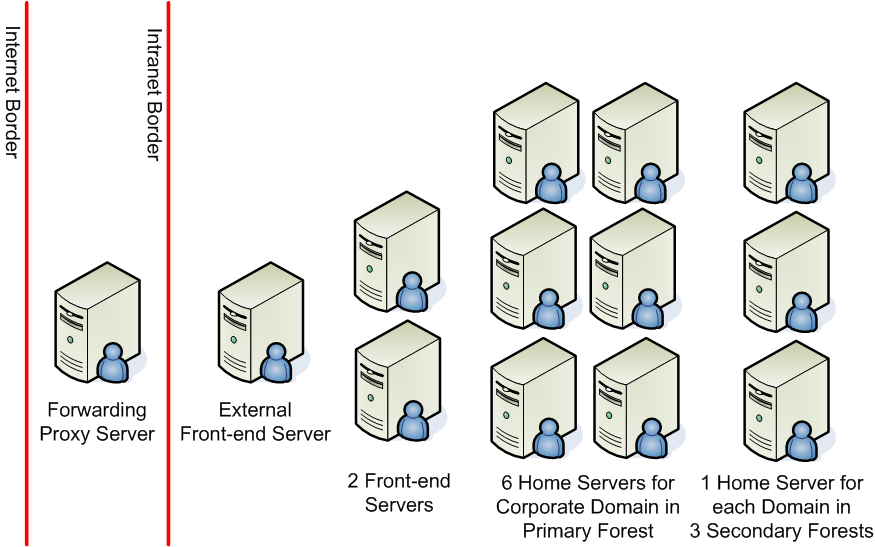 Internet Border
Intranet Border
Forwarding
Proxy Server
External
Front-end Server
2 Front-end
Servers
6 Home Servers for
Corporate Domain in
Primary Forest
1 Home Server for
each Domain in
3 Secondary Forests